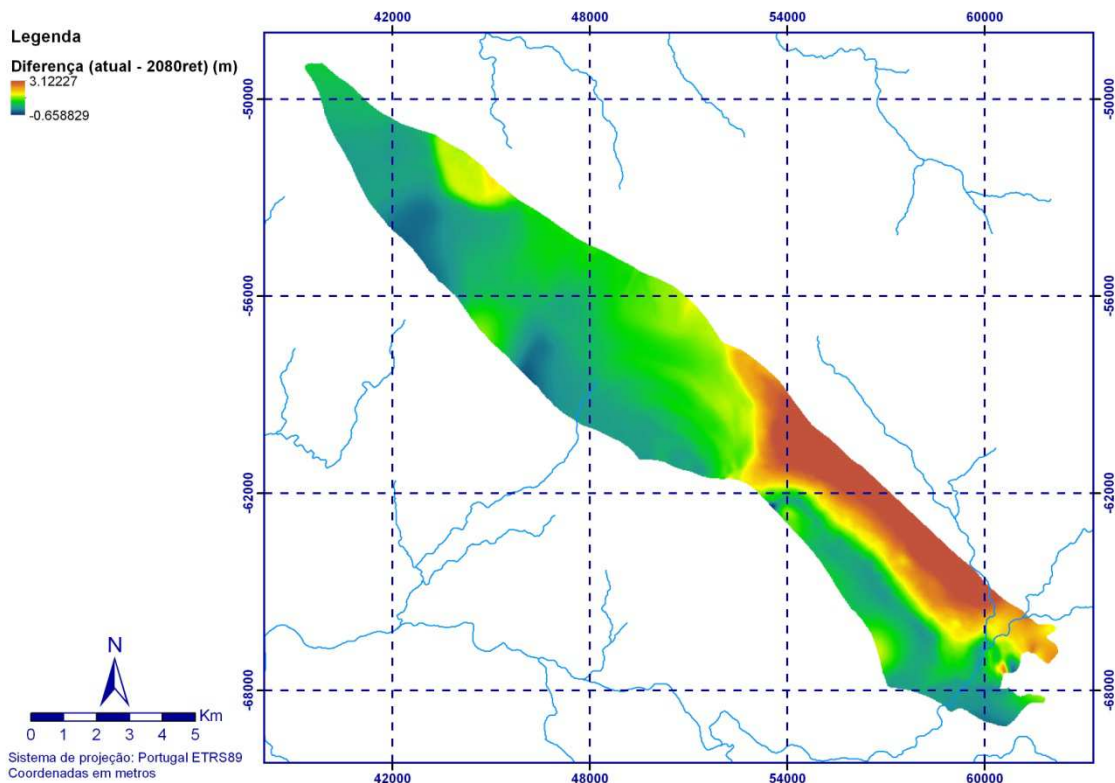 42000 48000 54000 60000
Legenda
Diferença (atual - 2080ret) (m)
3.12227
-0.658829
-50000 -50000
-56000 -56000
-62000 -62000
-68000 -68000
N
Km
0 1 2 3 4 5
Sistema de projeção: Portugal ETRS89
Coordenadas em metros
42000 48000 54000 60000